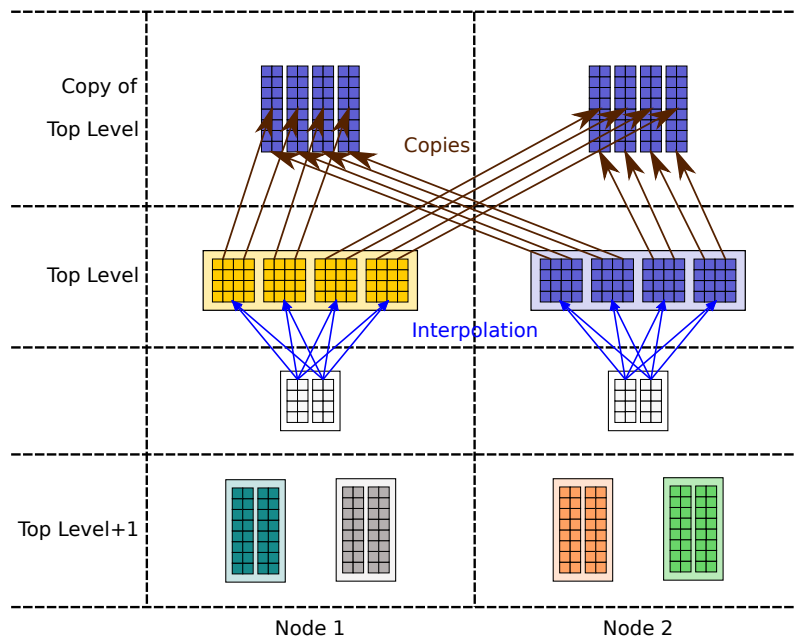 Copy of
Top Level
Copies
Top Level
Interpolation
Top Level+1
Node 1
Node 2